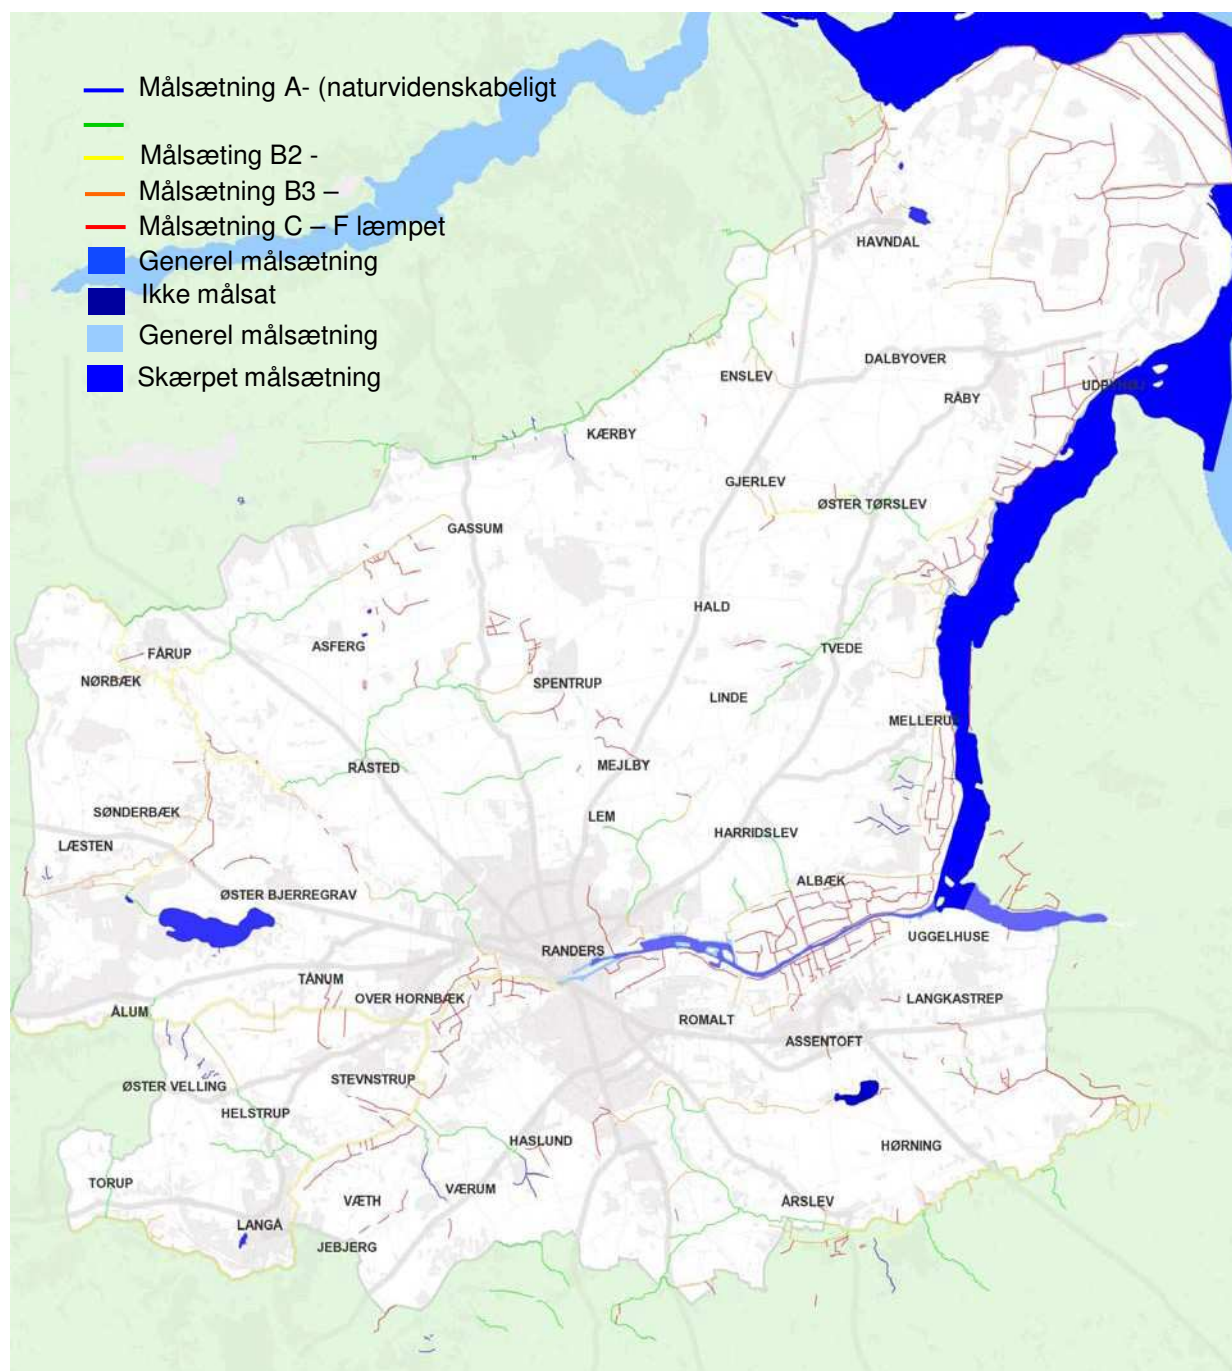 Målsætning A- (naturvidenskabeligt
Målsæting B2 -
Målsætning B3 –
Målsætning C – F læmpet
Generel målsætning
Ikke målsat
Generel målsætning
Skærpet målsætning
HAVNDAL
DALBYOVER
ENSLEV
UDBYHØJ
RÅBY
KÆRBY
GJERLEV
ØSTER TØRSLEV
GASSUM
HALD
ASFERG
TVEDE
FÅRUP
NØRBÆK
SPENTRUP
LINDE
MELLERUP
RÅSTED
MEJLBY
SØNDERBÆK
LEM
HARRIDSLEV
LÆSTEN
ALBÆK
ØSTER BJERREGRAV
UGGELHUSE
RANDERS
TÅNUM
OVER HORNBÆK
LANGKASTREP
ÅLUM
ROMALT
ASSENTOFT
STEVNSTRUP
ØSTER VELLING
HELSTRUP
HASLUND
HØRNING
TORUP
VÆRUM
VÆTH
ÅRSLEV
LANGÅ
JEBJERG